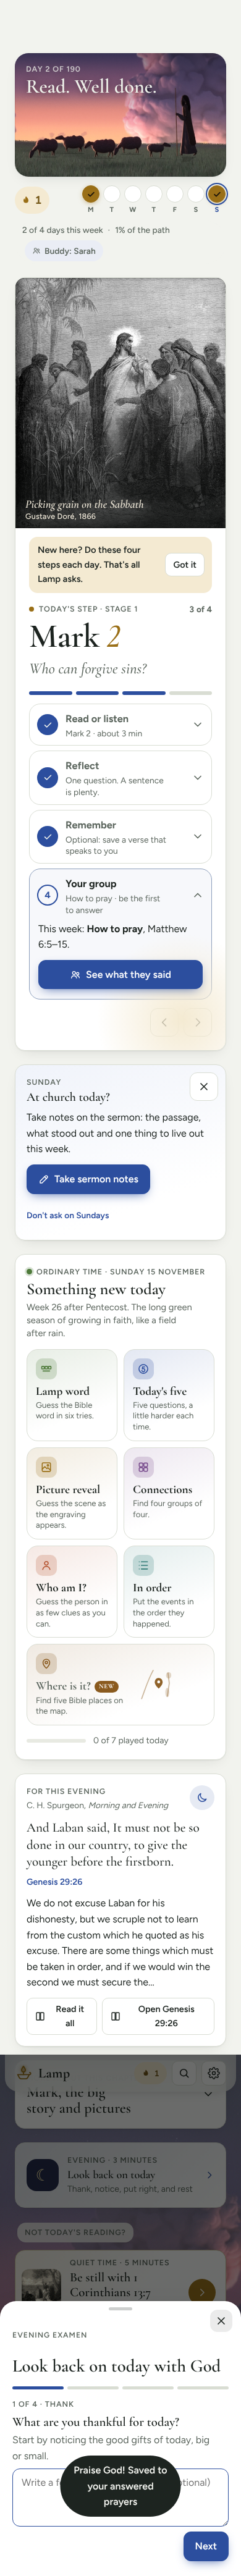 DAY 2 OF 190
Read. Well done.
1
M T W T F S S
2 of 4 days this week · 1% of the path
Buddy: Sarah
Picking grain on the Sabbath
Gustave Doré, 1866
New here? Do these four
steps each day. That's all
Lamp asks.
Got it
TODAY'S STEP · STAGE 1
3 of 4
Mark 2
Who can forgive sins?
Read or listen
Mark 2 · about 3 min
Reflect
One question. A sentence
is plenty.
Remember
Optional: save a verse that
speaks to you
4
Your group
How to pray · be the first
to answer
This week: How to pray, Matthew
6:5–15.
See what they said
SUNDAY
At church today?
Take notes on the sermon: the passage,
what stood out and one thing to live out
this week.
Take sermon notes
Don't ask on Sundays
ORDINARY TIME · SUNDAY 15 NOVEMBER
Something new today
Week 26 after Pentecost. The long green
season of growing in faith, like a field
after rain.
Lamp word
Guess the Bible
word in six tries.
Today's five
Five questions, a
little harder each
time.
Picture reveal
Guess the scene as
the engraving
appears.
Connections
Find four groups of
four.
Who am I?
Guess the person in
as few clues as you
can.
In order
Put the events in
the order they
happened.
Where is it? NEW
Find five Bible places on
the map.
0 of 7 played today
FOR THIS EVENING
C. H. Spurgeon, Morning and Evening
And Laban said, It must not be so
done in our country, to give the
younger before the firstborn.
Genesis 29:26
We do not excuse Laban for his
dishonesty, but we scruple not to learn
from the custom which he quoted as his
excuse. There are some things which must
be taken in order, and if we would win the
second we must secure the…
Read it
all
Open Genesis
29:26
Lamp
1
Mark, the big
story and pictures
EVENING · 3 MINUTES
Look back on today
Thank, notice, put right, and rest
NOT TODAY'S READING?
QUIET TIME · 5 MINUTES
Be still with 1
Corinthians 13:7
EVENING EXAMEN
Look back on today with God
1 OF 4 · THANK
What are you thankful for today?
Start by noticing the good gifts of today, big
or small.
Write a
Praise God! Saved to
your answered
prayers
Next